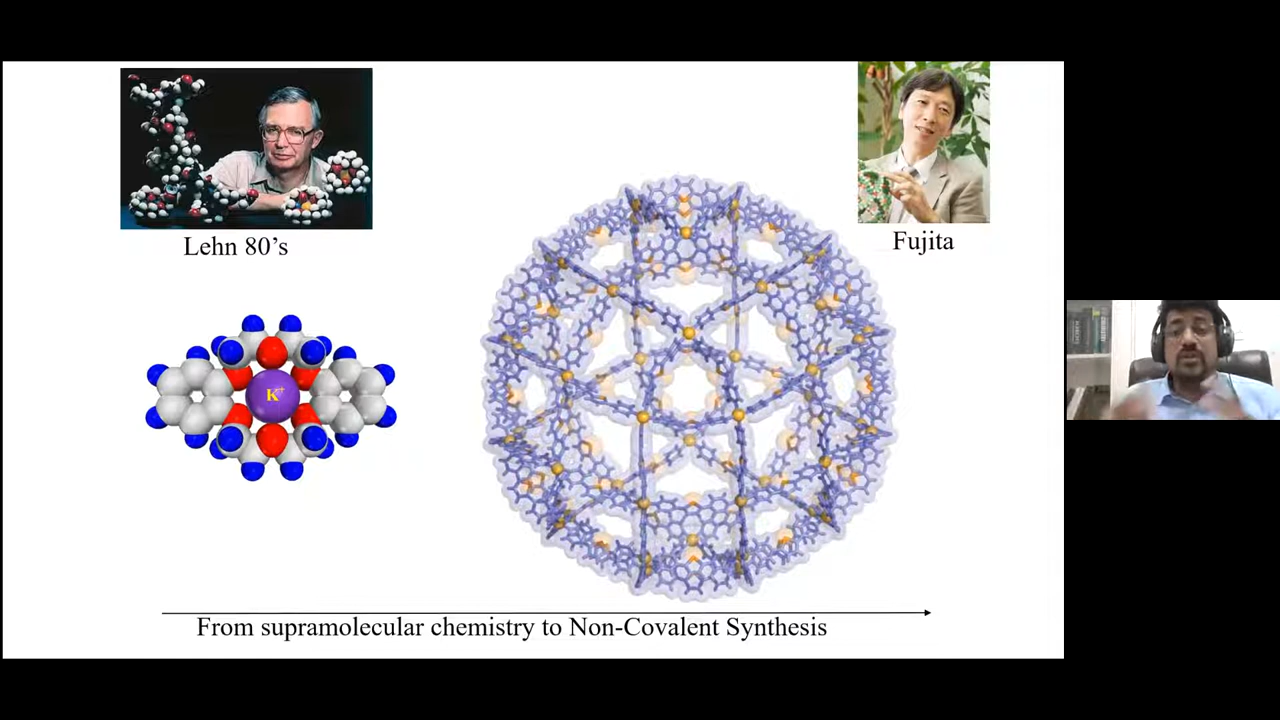 Lehn 80’s
Fujita
K+
From supramolecular chemistry to Non-Covalent Synthesis